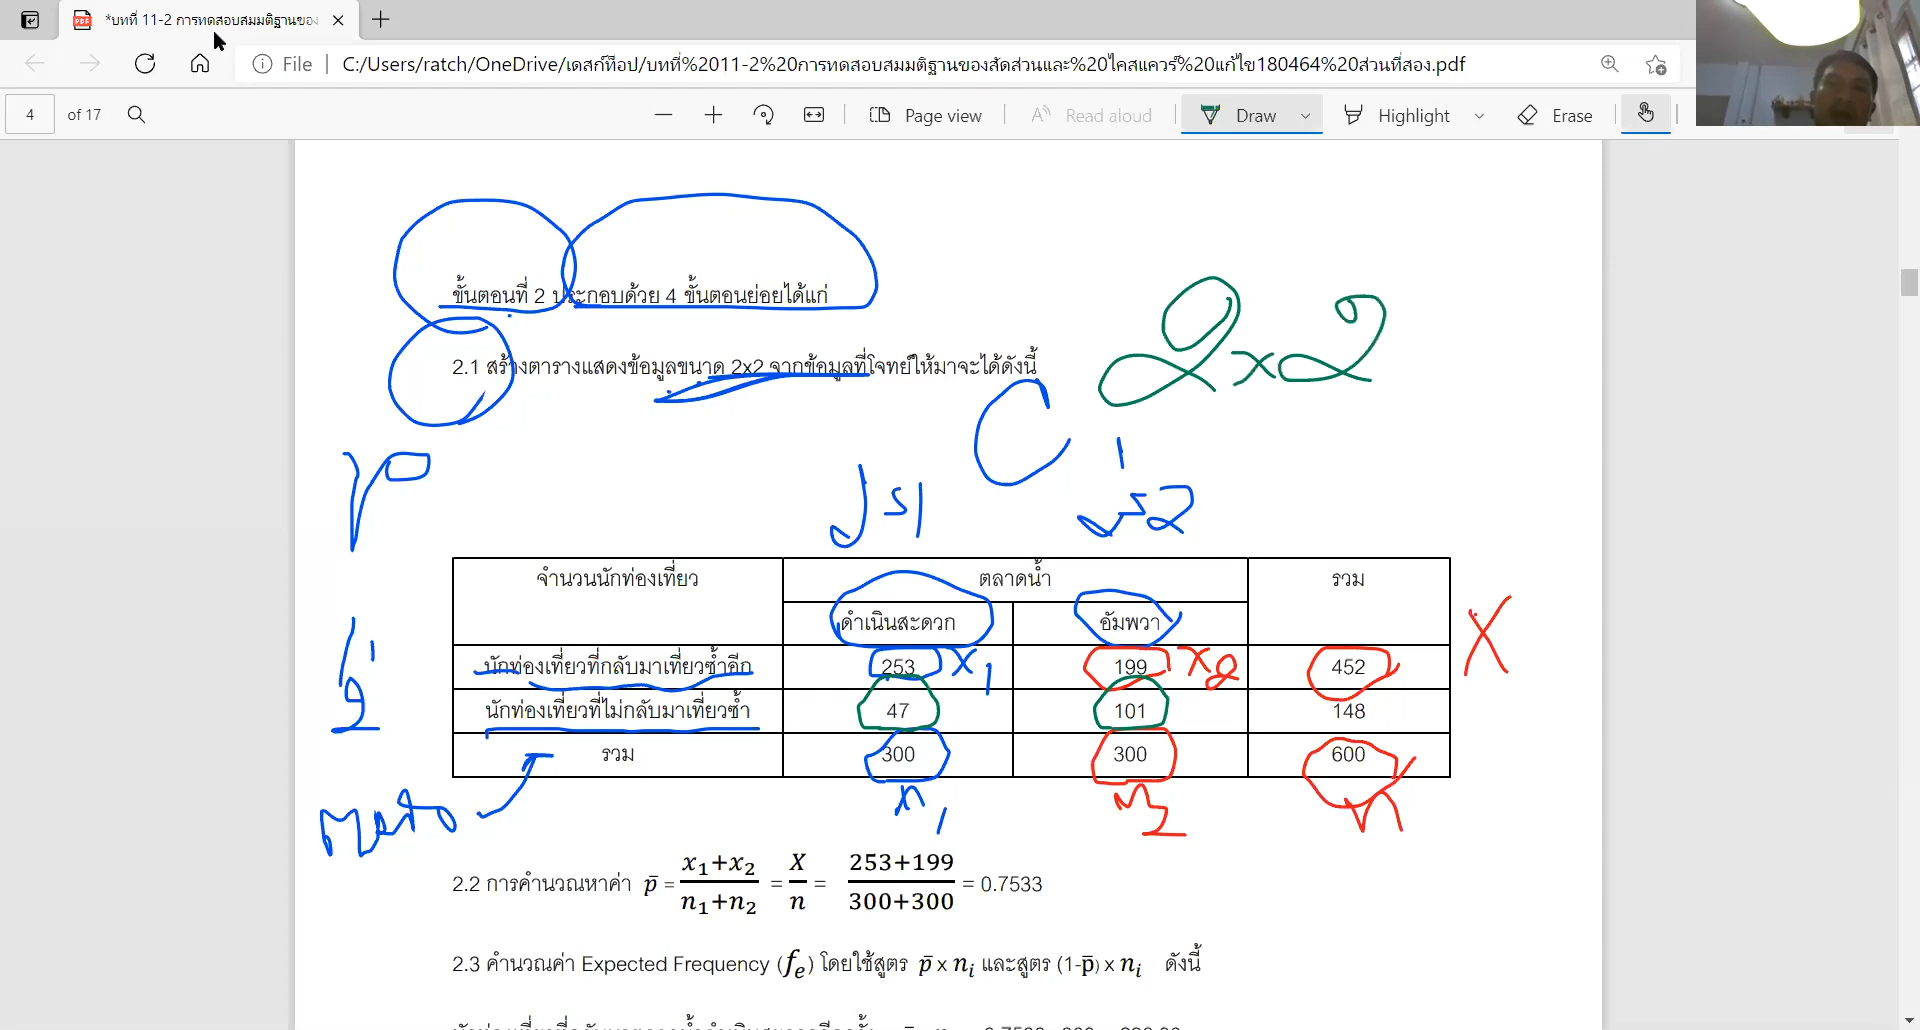 *บทที่ 11-2 การทดสอบสมมติฐานของ
File C:/Users/ratch/OneDrive/เดสก์ท็อป/บทที่%2011-2%20การทดสอบสมมติฐานของสัดส่วนและ%20ไคสแควร์%20แก้ไข180464%20ส่วนที่สอง.pdf
4 of 17 Page view Read aloud Draw Highlight Erase
ขั้นตอนที่ 2 ประกอบด้วย 4 ขั้นตอนย่อยได้แก่
2x2
2.1 สร้างตารางแสดงข้อมูลขนาด 2x2 จากข้อมูลที่โจทย์ให้มาจะได้ดังนี้
C
จำนวนนักท่องเที่ยว ตลาดน้ำ รวม
ดำเนินสะดวก อัมพวา
X
นักท่องเที่ยวที่กลับมาเที่ยวซ้ำอีก 253 x1 199 x2 452
นักท่องเที่ยวที่ไม่กลับมาเที่ยวซ้ำ 47 101 148
รวม 300 300 600
n1 n2 n
2.2 การคำนวณหาค่า p̄ = x₁+x₂ / n₁+n₂ = X / n = 253+199 / 300+300 = 0.7533
2.3 คำนวณค่า Expected Frequency (fₑ) โดยใช้สูตร p̄ x nᵢ และสูตร (1-p̄) x nᵢ ดังนี้